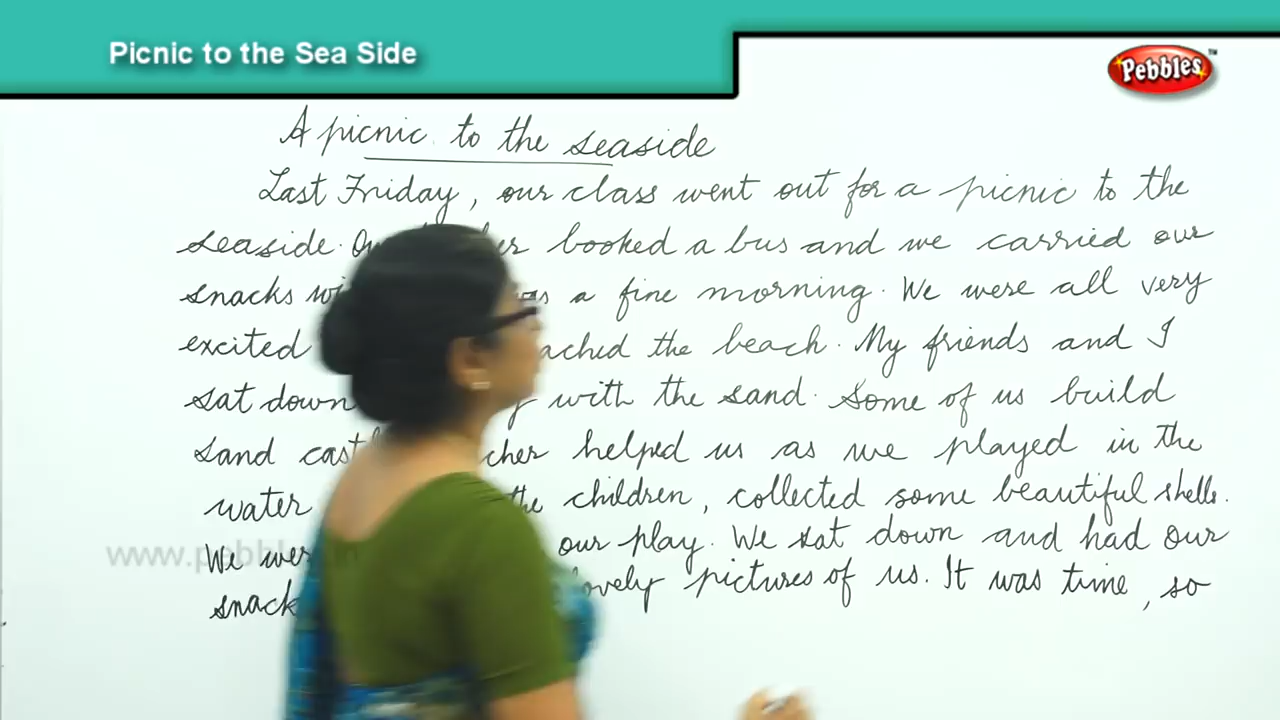 Picnic to the Sea Side
Pebbles
TM
A picnic to the seaside
Last Friday, our class went out for a picnic to the
seaside. booked a bus and we carried our
snacks a fine morning. We were all very
excited the beach. My friends and I
sat down with the sand. Some of us build
sand helped us as we played in the
water the children, collected some beautiful shells.
We our play. We sat down and had our
lovely pictures of us. It was time, so